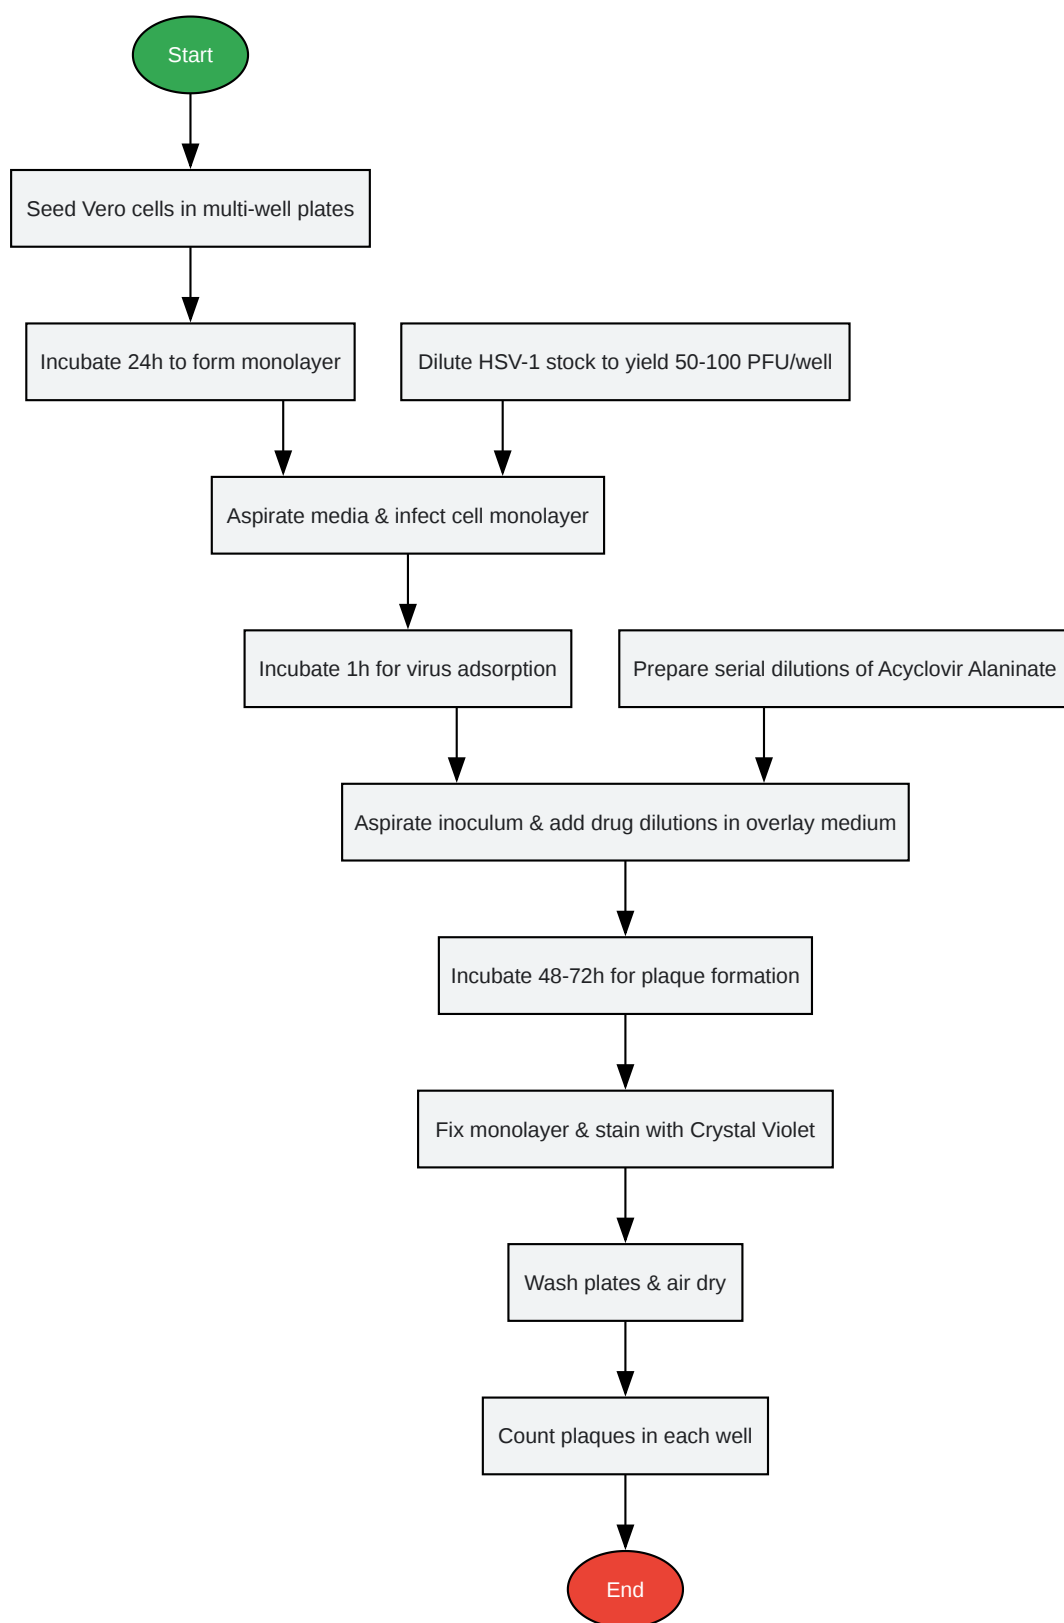 Start
Seed Vero cells in multi-well plates
Incubate 24h to form monolayer
Dilute HSV-1 stock to yield 50-100 PFU/well
Aspirate media & infect cell monolayer
Incubate 1h for virus adsorption
Prepare serial dilutions of Acyclovir Alaninate
Aspirate inoculum & add drug dilutions in overlay medium
Incubate 48-72h for plaque formation
Fix monolayer & stain with Crystal Violet
Wash plates & air dry
Count plaques in each well
End